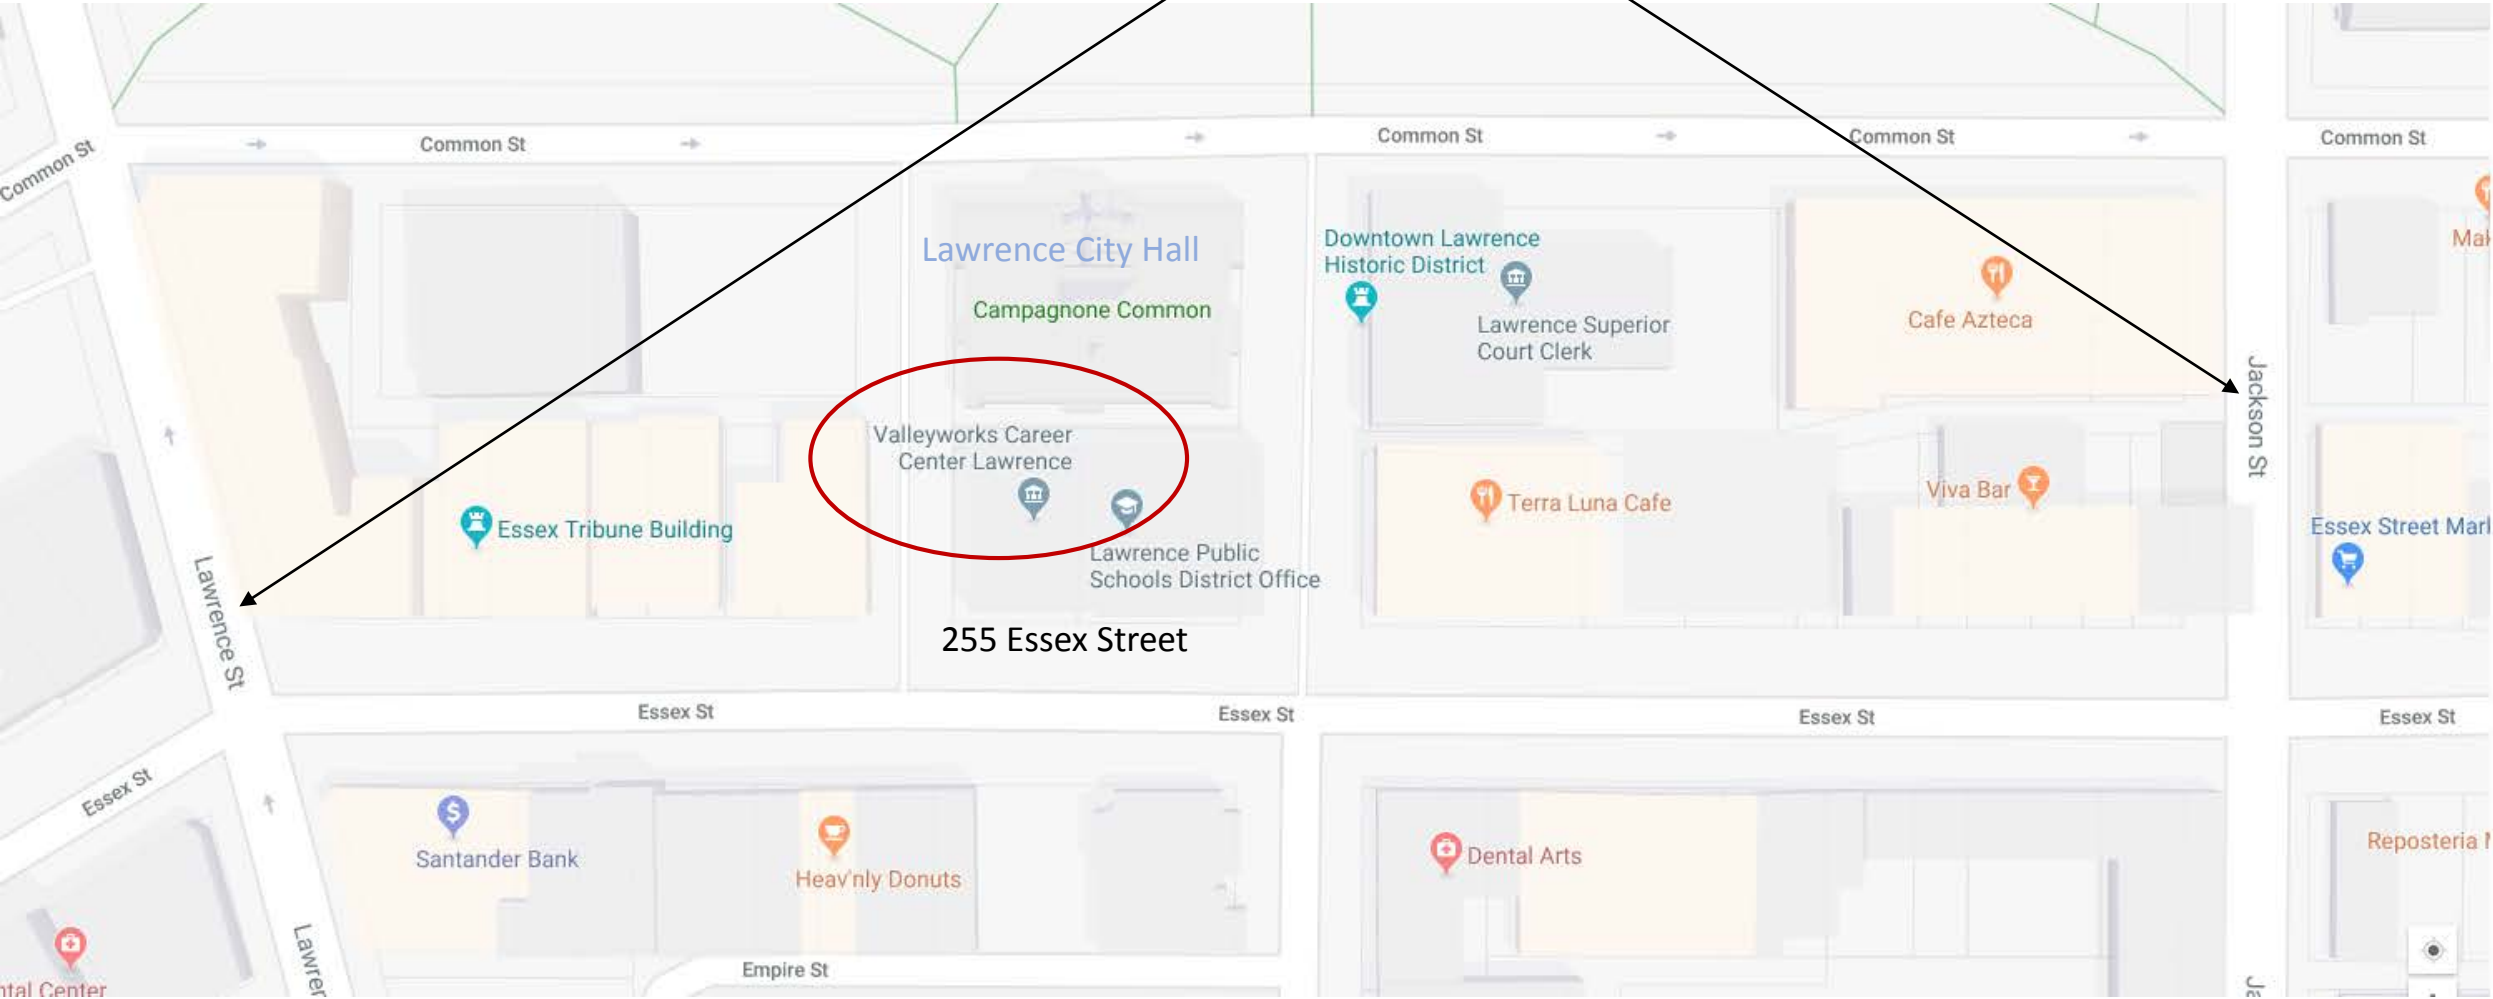 Common St
Common St
Common St
Common St
Common St
Lawrence City Hall
Campagnone Common
Downtown Lawrence
Historic District
Lawrence Superior
Court Clerk
Cafe Azteca
Jackson St
Valleyworks Career
Center Lawrence
Lawrence Public
Schools District Office
Essex Tribune Building
Terra Luna Cafe
Viva Bar
Essex Street
Lawrence St
255 Essex Street
Essex St
Essex St
Essex St
Essex St
Essex St
Santander Bank
Heav'nly Donuts
Dental Arts
Reposteria
Empire St
Center